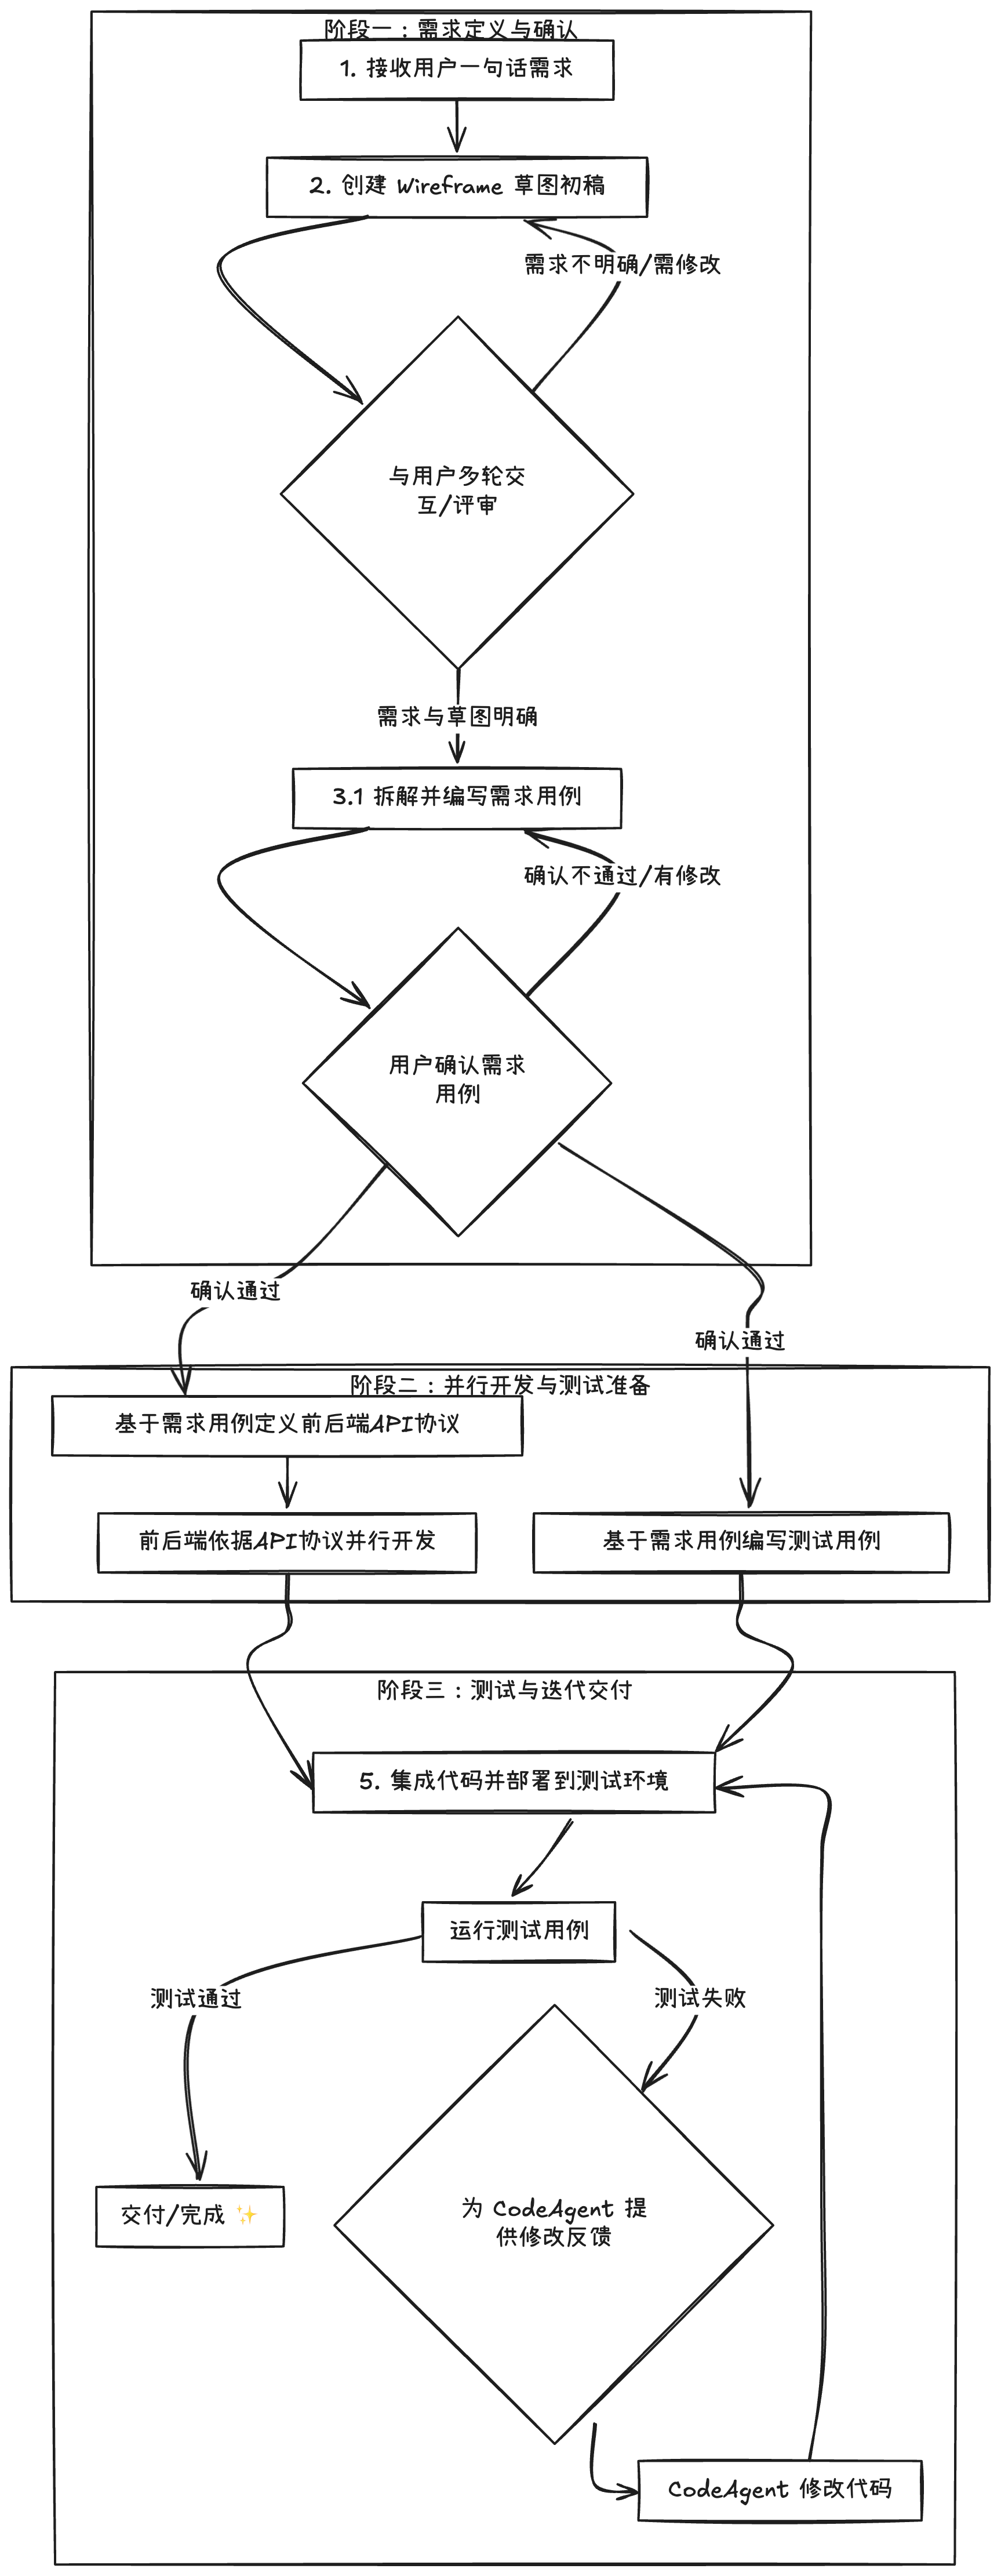 阶段一：需求定义与确认
1. 接收用户一句话需求
2. 创建 Wireframe 草图初稿
需求不明确/需修改
与用户多轮交
互/评审
需求与草图明确
3.1 拆解并编写需求用例
确认不通过/有修改
用户确认需求
用例
确认通过
确认通过
阶段二：并行开发与测试准备
基于需求用例定义前后端API协议
前后端依据API协议并行开发
基于需求用例编写测试用例
阶段三：测试与迭代交付
5. 集成代码并部署到测试环境
运行测试用例
测试通过
测试失败
交付/完成 ✨
为 CodeAgent 提
供修改反馈
CodeAgent 修改代码